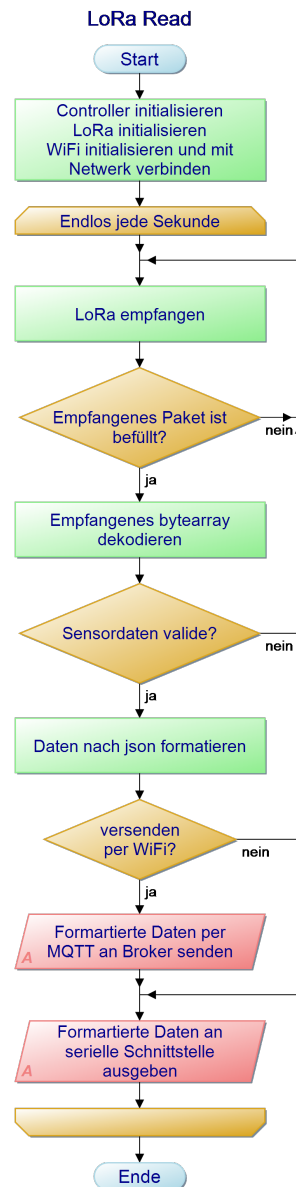 LoRa Read
Start
Controller initialisieren
LoRa initialisieren
WiFi initialisieren und mit
Netwerk verbinden
Endlos jede Sekunde
LoRa empfangen
Empfangenes Paket ist
befüllt?
nein
ja
Empfangenes bytearray
dekodieren
Sensordaten valide?
nein
ja
Daten nach json formatieren
versenden
per WiFi?
nein
ja
Formartierte Daten per
MQTT an Broker senden
A
Formartierte Daten an
serielle Schnittstelle
ausgeben
A
Ende